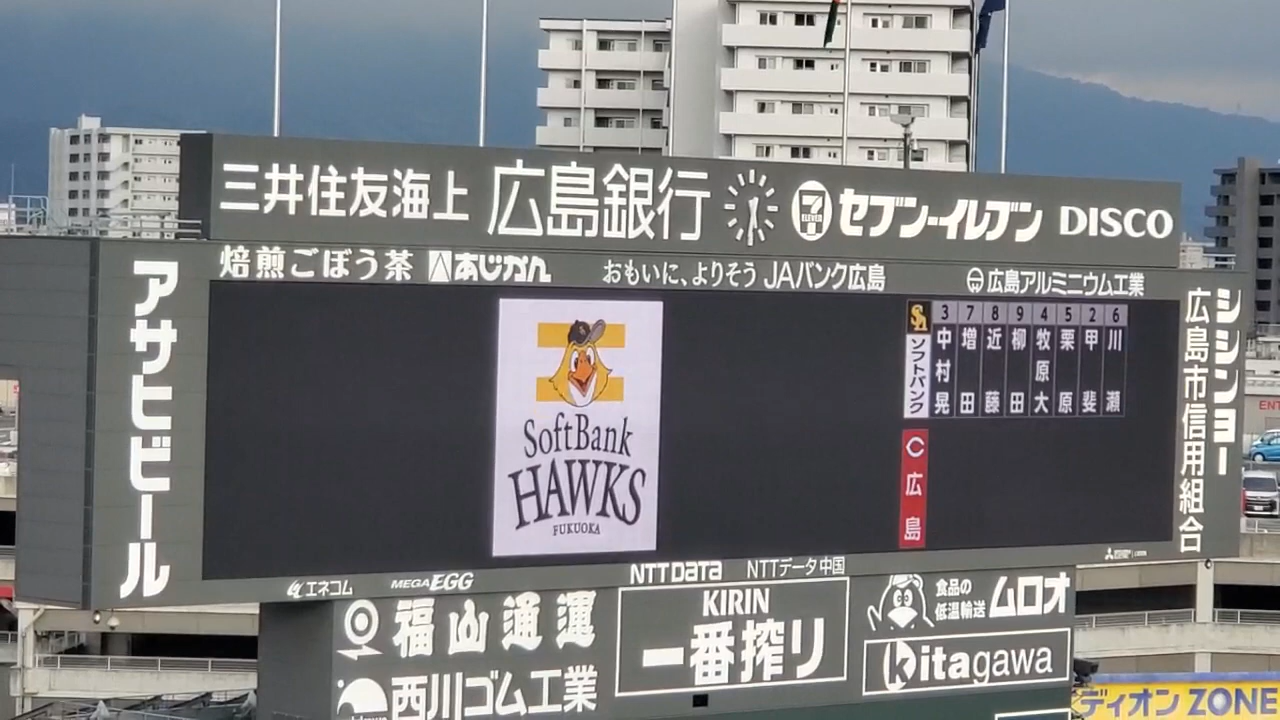 三井住友海上 広島銀行 7 ELEVEN セブン-イレブン DISCO
焙煎ごぼう茶 あじかん おもいに、よりそう JAバンク広島 広島アルミニウム工業
アサヒビール
SoftBank
HAWKS
FUKUOKA
ソフトバンク
3 中村晃
7 増田
8 近藤
9 柳田
4 牧原大
5 栗原
2 甲斐
6 川瀬
C 広島
シシンヨー
広島市信用組合
エネコム MEGA EGG NTT DATA NTTデータ中国
福山通運
西川ゴム工業
KIRIN
一番搾り
食品の
低温輸送 ムロオ
kitagawa
ディオン ZONE
ENT